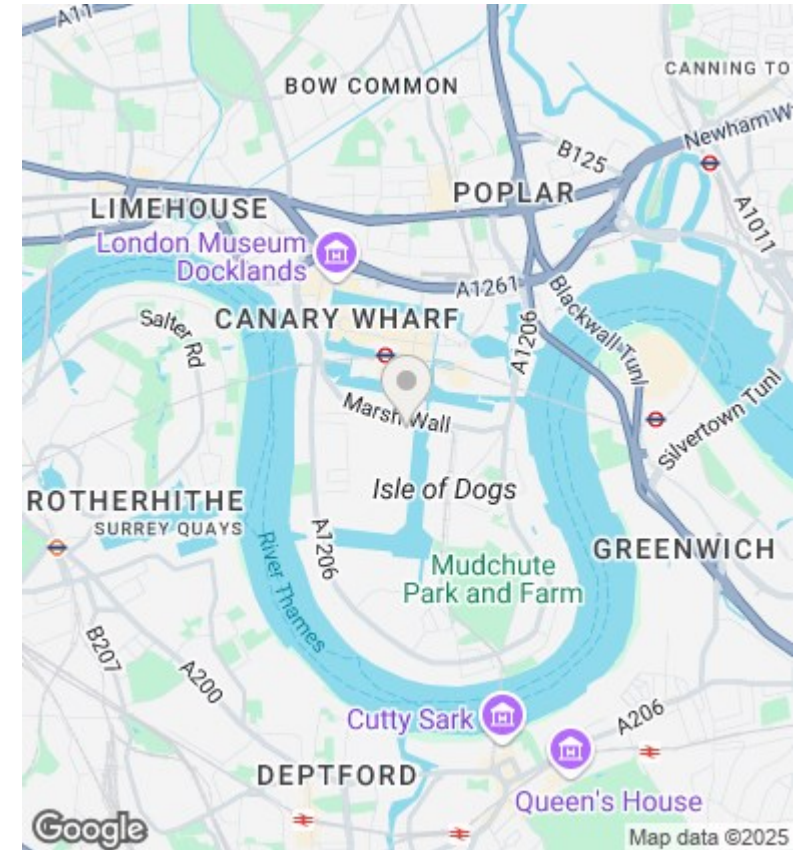 A11
BOW COMMON
CANNING TO
Newham W
B125
POPLAR
LIMEHOUSE
A1011
London Museum
Docklands
A1261
Blackwall Tunl
Salter Rd
CANARY WHARF
A1206
Marsh Wall
Silvertown Tunl
Isle of Dogs
ROTHERHITHE
SURREY QUAYS
A1206
River Thames
GREENWICH
Mudchute
Park and Farm
B207
A200
Cutty Sark
A206
DEPTFORD
Queen's House
Google
Map data ©2025